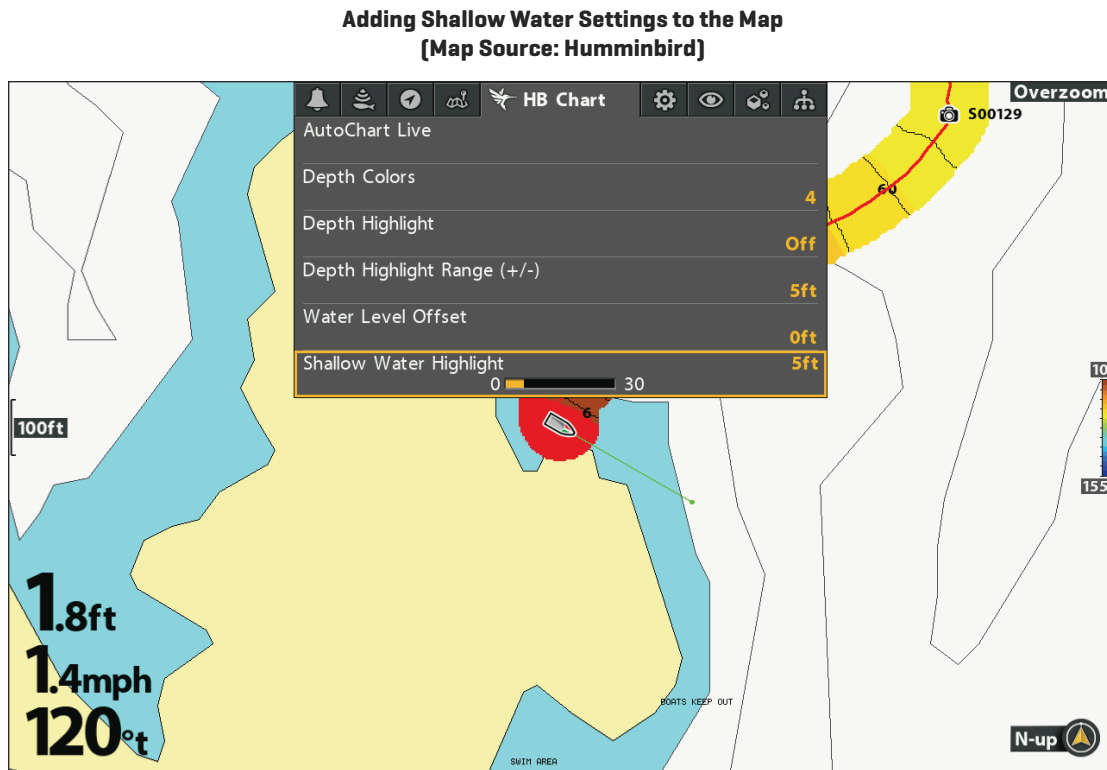 Adding Shallow Water Settings to the Map
(Map Source: Humminbird)
HB Chart
Overzoom
AutoChart Live
S00129
Depth Colors
4
60
Depth Highlight
Off
Depth Highlight Range (+/-)
5ft
Water Level Offset
0ft
Shallow Water Highlight
5ft
0
30
10
6
100ft
155
1.8ft
1.4mph
120°t
BOATS KEEP OUT
N-up
SWIM AREA